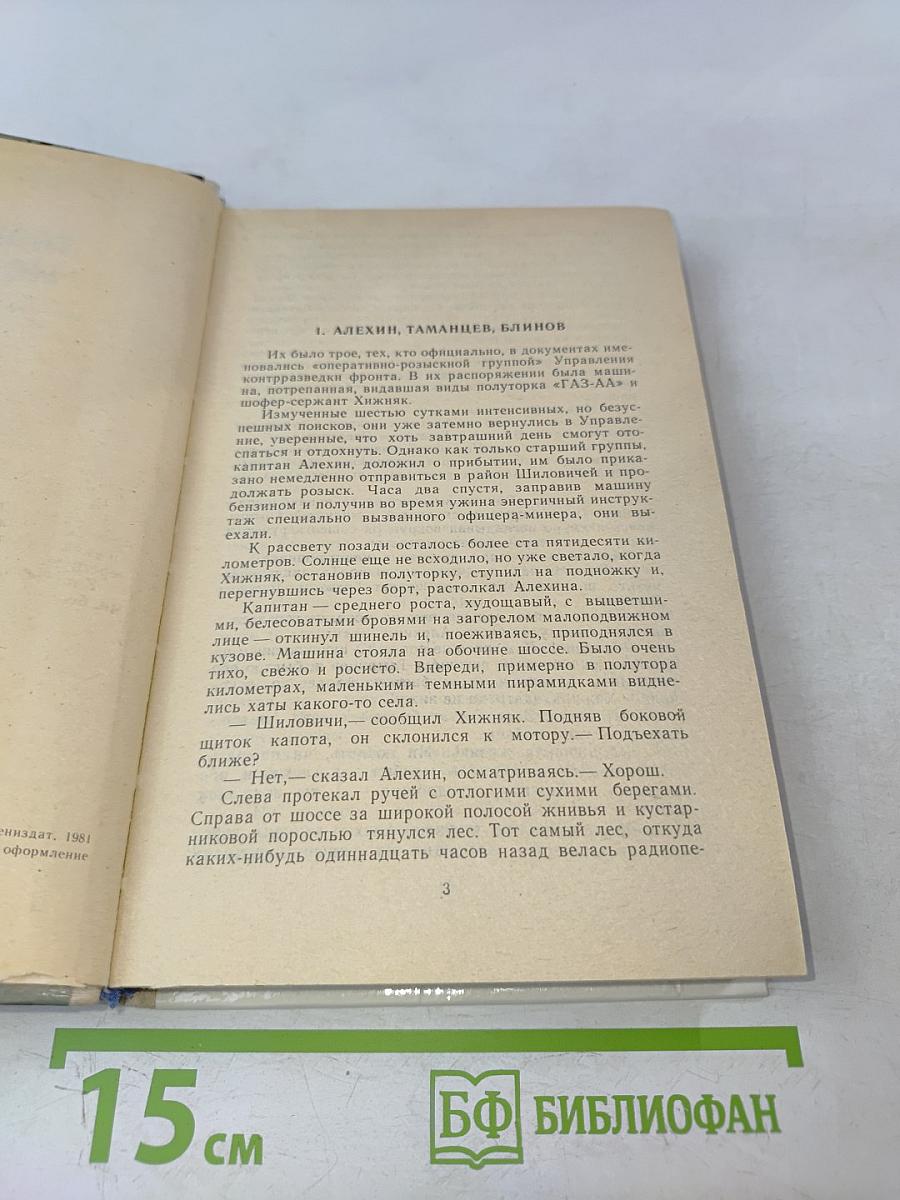 1. АЛЕХИН, ТАМАНЦЕВ, БЛИНОВ
Их было трое, тех, кто официально, в документах име-
новались «оперативно-розыскной группой» Управления
контрразведки фронта. В их распоряжении была маши-
на, потрепанная, видавшая виды полуторка «ГАЗ-АА» и
шофер-сержант Хижняк.
Измученные шестью сутками интенсивных, но безус-
пешных поисков, они уже затемно вернулись в Управле-
ние, уверенные, что хоть завтрашний день смогут ото-
спаться и отдохнуть. Однако как только старший группы,
капитан Алехин, доложил о прибытии, им было прика-
зано немедленно отправиться в район Шиловичей и про-
должать розыск. Часа два спустя, заправив машину
бензином и получив во время ужина энергичный инструк-
таж специально вызванного офицера-минера, они вы-
ехали.
К рассвету позади осталось более ста пятидесяти ки-
лометров. Солнце еще не всходило, но уже светало, когда
Хижняк, остановив полуторку, ступил на подножку и,
перегнувшись через борт, растолкал Алехина.
Капитан — среднего роста, худощавый, с выцветши-
ми, белесоватыми бровями на загорелом малоподвижном
лице — откинул шинель и, поеживаясь, приподнялся в
кузове. Машина стояла на обочине шоссе. Было очень
тихо, свежо и росисто. Впереди, примерно в полутора
километрах, маленькими темными пирамидками видне-
лись хаты какого-то села.
— Шиловичи,— сообщил Хижняк. Подняв боковой
щиток капота, он склонился к мотору.— Подъехать
ближе?
— Нет,— сказал Алехин, осматриваясь.— Хорош.
Слева протекал ручей с отлогими сухими берегами.
Справа от шоссе за широкой полосой жнивья и кустар-
никовой порослью тянулся лес. Тот самый лес, откуда
каких-нибудь одиннадцать часов назад велась радиопе-
3
ениздат. 1981
оформление
15 см
БФ БИБЛИОФАН